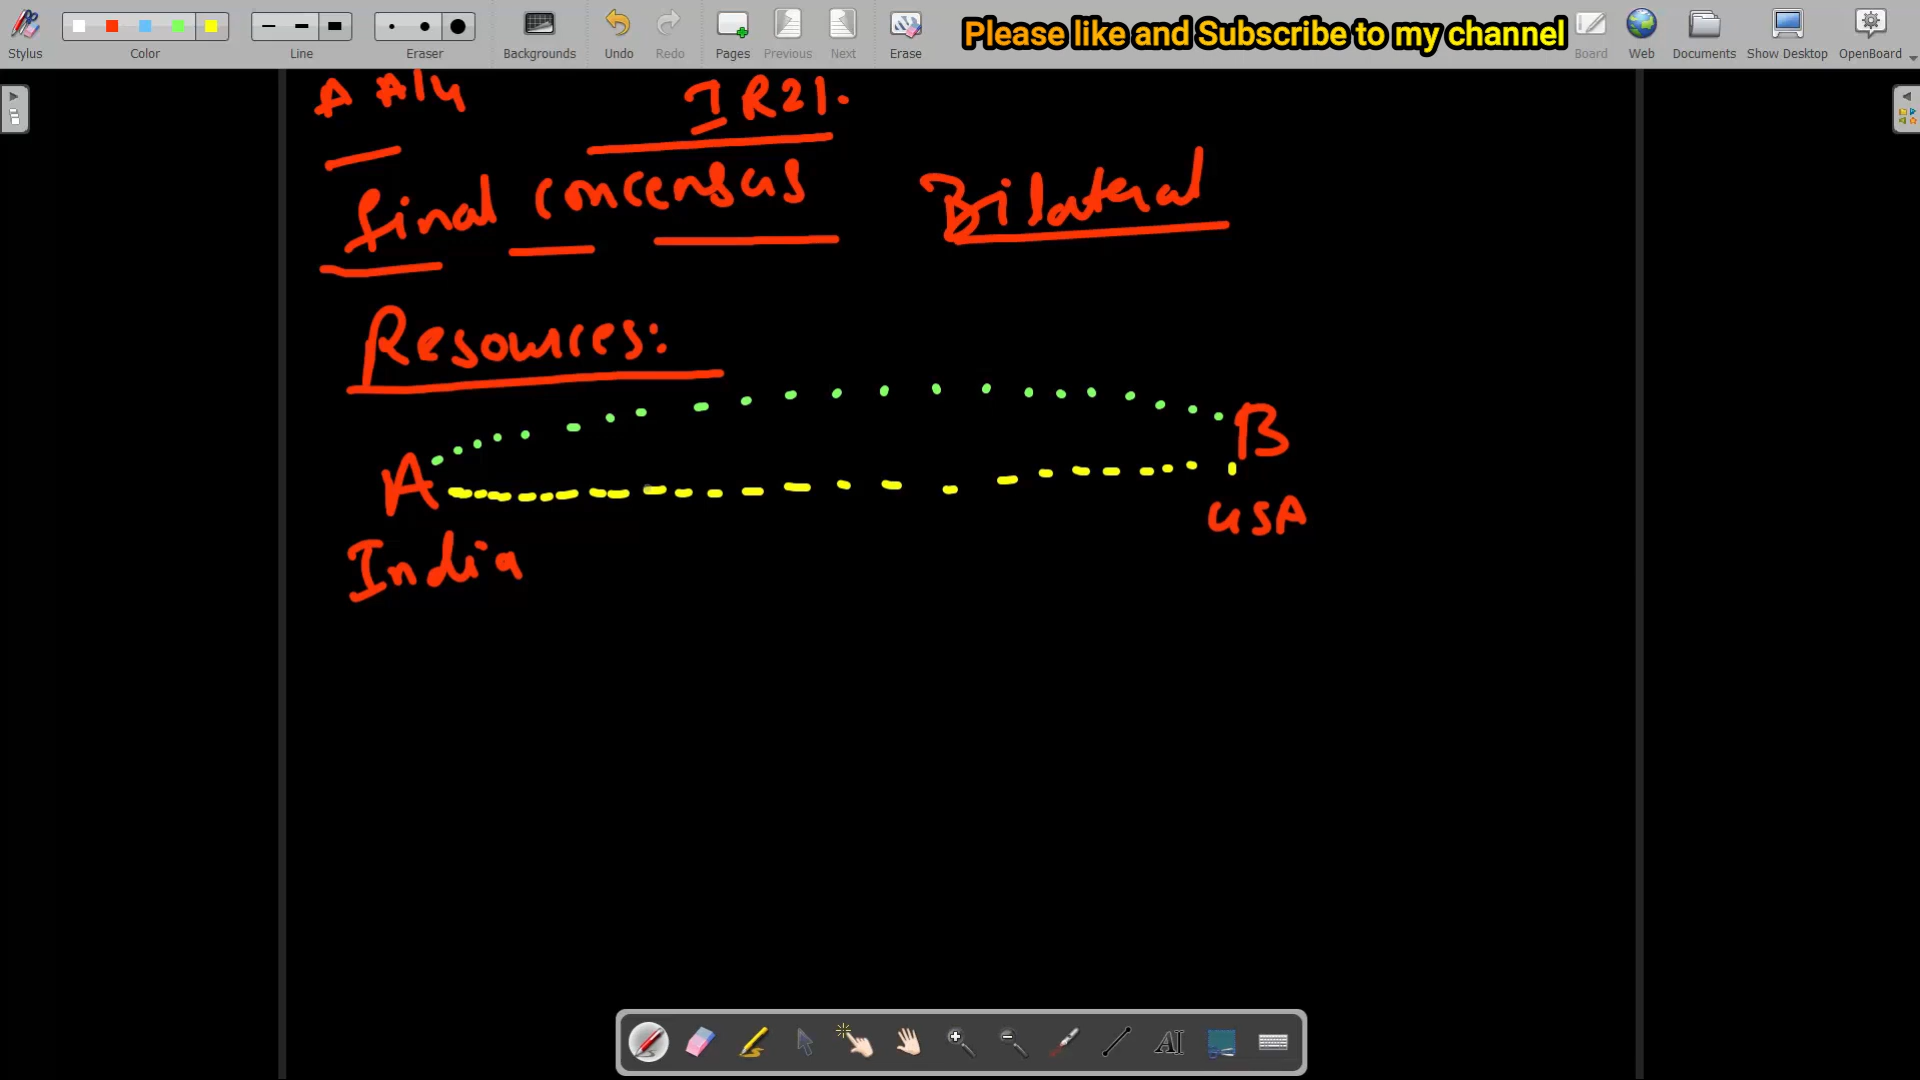 Stylus Color Line Eraser Backgrounds Undo Redo Pages Previous Next Erase Board Web Documents Show Desktop OpenBoard
Please like and Subscribe to my channel
A A14 IR21.
final concensus Bilateral
Resources:
A B
India USA